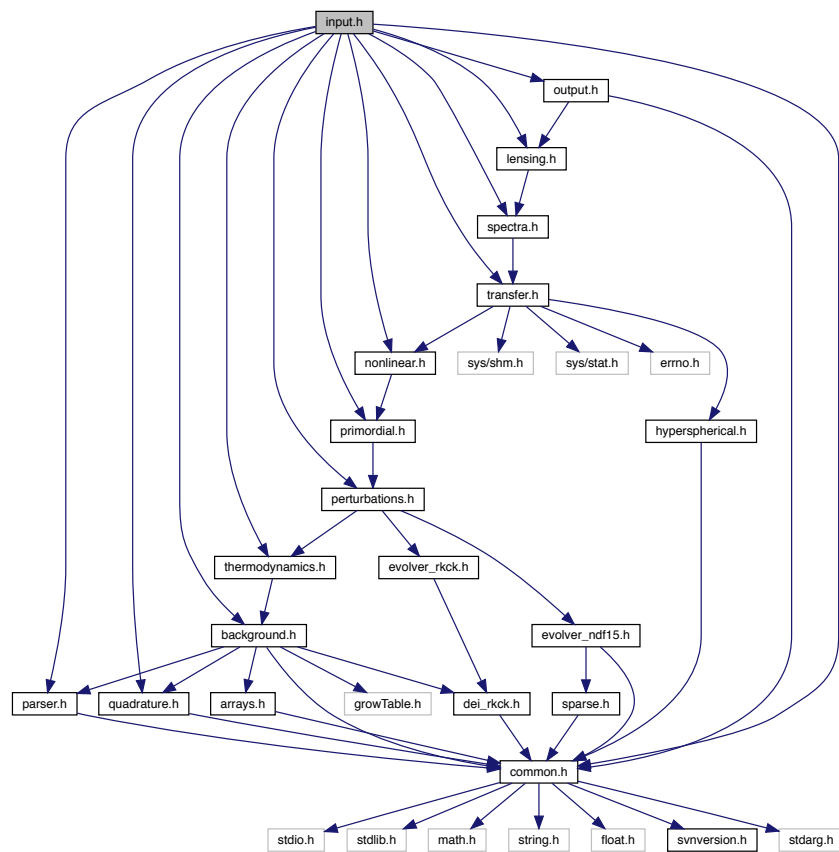 input.h
output.h
lensing.h
spectra.h
transfer.h
nonlinear.h
sys/shm.h
sys/stat.h
errno.h
primordial.h
hyperspherical.h
perturbations.h
thermodynamics.h
evolver_rkck.h
background.h
evolver_ndf15.h
parser.h
quadrature.h
arrays.h
growTable.h
dei_rkck.h
sparse.h
common.h
stdio.h
stdlib.h
math.h
string.h
float.h
svnversion.h
stdarg.h